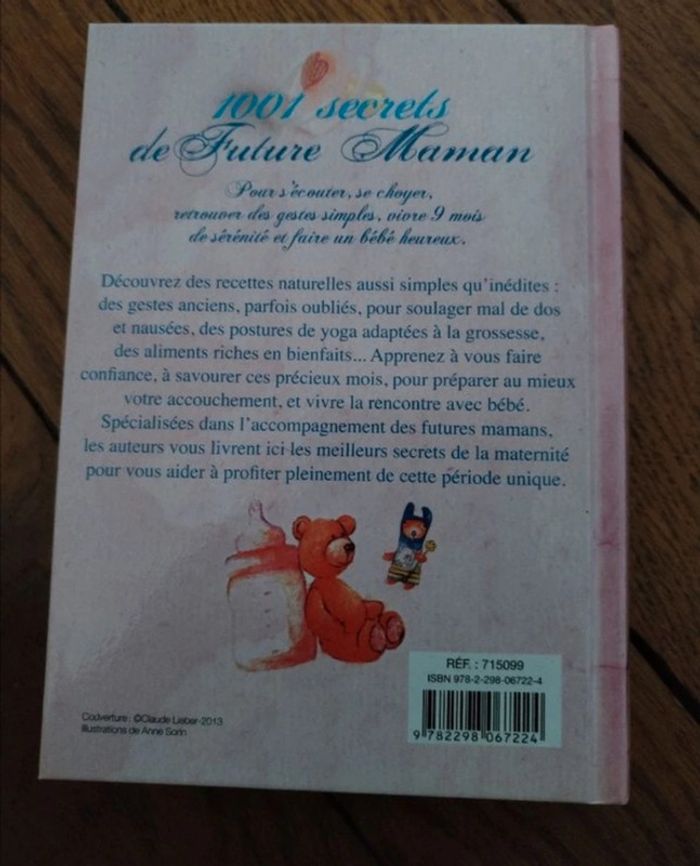 1001 secrets
de Future Maman
Pour s'écouter, se choyer,
retrouver des gestes simples, vivre 9 mois
de sérénité et faire un bébé heureux.
Découvrez des recettes naturelles aussi simples qu'inédites :
des gestes anciens, parfois oubliés, pour soulager mal de dos
et nausées, des postures de yoga adaptées à la grossesse,
des aliments riches en bienfaits... Apprenez à vous faire
confiance, à savourer ces précieux mois, pour préparer au mieux
votre accouchement, et vivre la rencontre avec bébé.
Spécialisées dans l'accompagnement des futures mamans,
les auteurs vous livrent ici les meilleurs secrets de la maternité
pour vous aider à profiter pleinement de cette période unique.
RÉF. : 715099
ISBN 978-2-298-06722-4
9 782298 067224
Couverture : ©Claude Lieber-2013
Illustrations de Anne Sorin